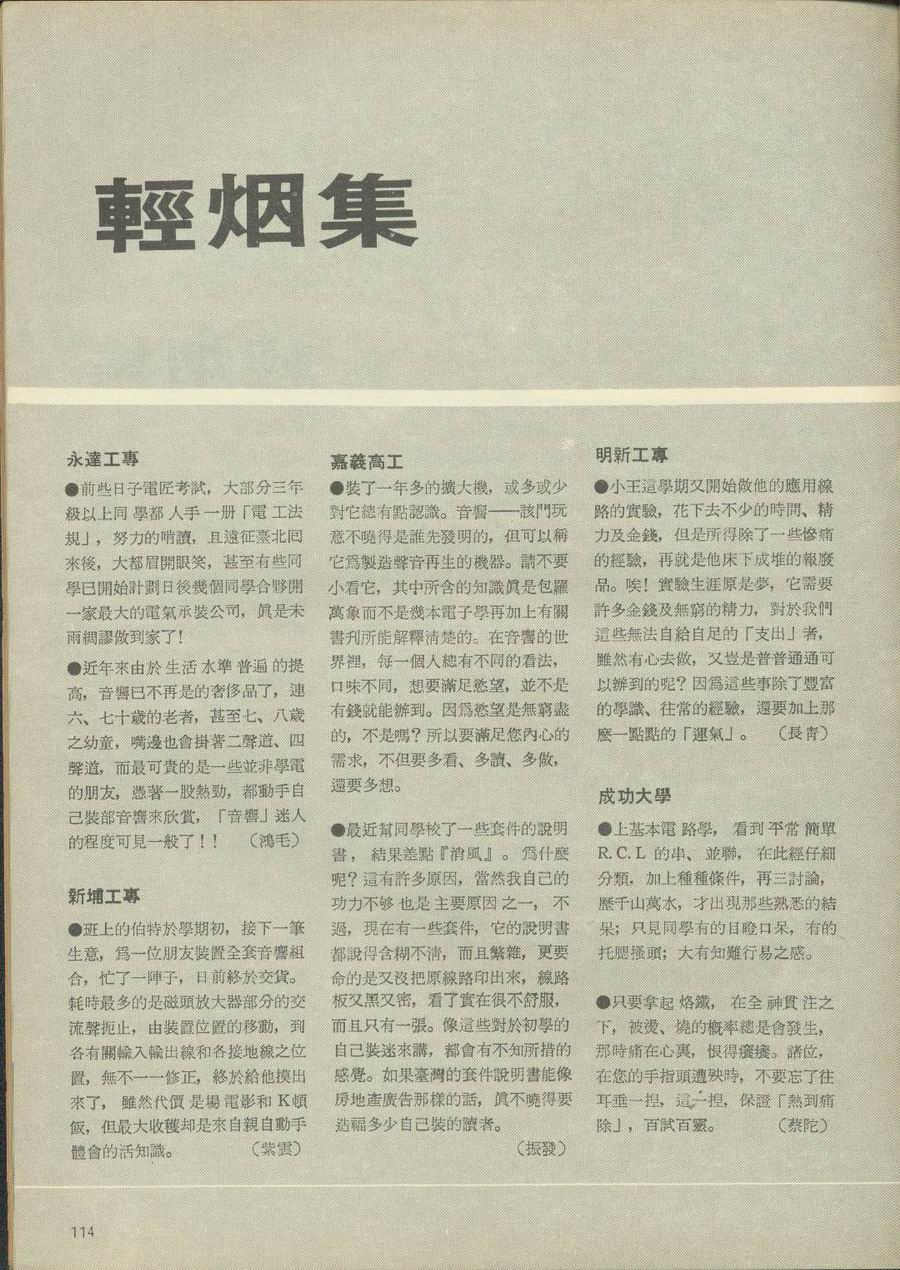 輕烟集
永達工專
●前些日子電匠考試，大部分三年
級以上同學都人手一册「電工法
規」，努力的啃讀，且遠征臺北回
來後，大都眉開眼笑，甚至有些同
學已開始計劃日後幾個同學合夥開
一家最大的電氣承裝公司，眞是未
雨綢謬做到家了！
●近年來由於生活水準普遍的提
高，音響已不再是的奢侈品了，連
六、七十歲的老者，甚至七、八歲
之幼童，嘴邊也會掛著二聲道、四
聲道，而最可貴的是一些並非學電
的朋友，憑著一股熱勁，都動手自
己裝部音響來欣賞，「音響」迷人
的程度可見一般了！！（鴻毛）
新埔工專
●班上的伯特於學期初，接下一筆
生意，爲一位朋友裝置全套音響組
合，忙了一陣子，日前終於交貨。
耗時最多的是磁頭放大器部分的交
流聲扼止，由裝置位置的移動，到
各有關輸入輸出線和各接地線之位
置，無不一一修正，終於給他摸出
來了，雖然代價是塲電影和K頓
飯，但最大收穫却是來自親自動手
體會的活知識。（紫雲）
嘉義高工
●裝了一年多的擴大機，或多或少
對它總有點認識。音響——該門玩
意不曉得是誰先發明的，但可以稱
它爲製造聲音再生的機器。請不要
小看它，其中所含的知識眞是包羅
萬象而不是幾本電子學再加上有關
書刋所能解釋清楚的。在音響的世
界裡，每一個人總有不同的看法，
口味不同，想要滿足慾望，並不是
有錢就能辦到。因爲慾望是無窮盡
的，不是嗎？所以要滿足您內心的
需求，不但要多看、多讀、多做，
還要多想。
●最近幫同學校了一些套件的說明
書，結果差點『消風』。爲什麼
呢？這有許多原因，當然我自己的
功力不够也是主要原因之一，不
過，現在有一些套件，它的說明書
都說得含糊不清，而且繁雜，更要
命的是又沒把原線路印出來，線路
板又黑又密，看了實在很不舒服，
而且只有一張。像這些對於初學的
自己裝迷來講，都會有不知所措的
感覺。如果臺灣的套件說明書能像
房地產廣告那樣的話，眞不曉得要
造福多少自己裝的讀者。
（振發）
明新工專
●小王這學期又開始做他的應用線
路的實驗，花下去不少的時間、精
力及金錢，但是所得除了一些慘痛
的經驗，再就是他床下成堆的報廢
品。唉！實驗生涯原是夢，它需要
許多金錢及無窮的精力，對於我們
這些無法自給自足的「支出」者，
雖然有心去做，又豈是普普通通可
以辦到的呢？因爲這些事除了豐富
的學識、往常的經驗，還要加上那
麼一點點的「運氣」。（長青）
成功大學
●上基本電路學，看到平常簡單
R.C.L的串、並聯，在此經仔細
分類，加上種種條件，再三討論，
歷千山萬水，才出現那些熟悉的結
果；只見同學有的目瞪口呆，有的
托腮搔頭；大有知難行易之感。
●只要拿起烙鐵，在全神貫注之
下，被燙、燒的概率總是會發生，
那時痛在心裏，恨得癢癢。諸位，
在您的手指頭遭殃時，不要忘了往
耳垂一揑，這一揑，保證「熱到痛
除」，百試百靈。（蔡陀）
114